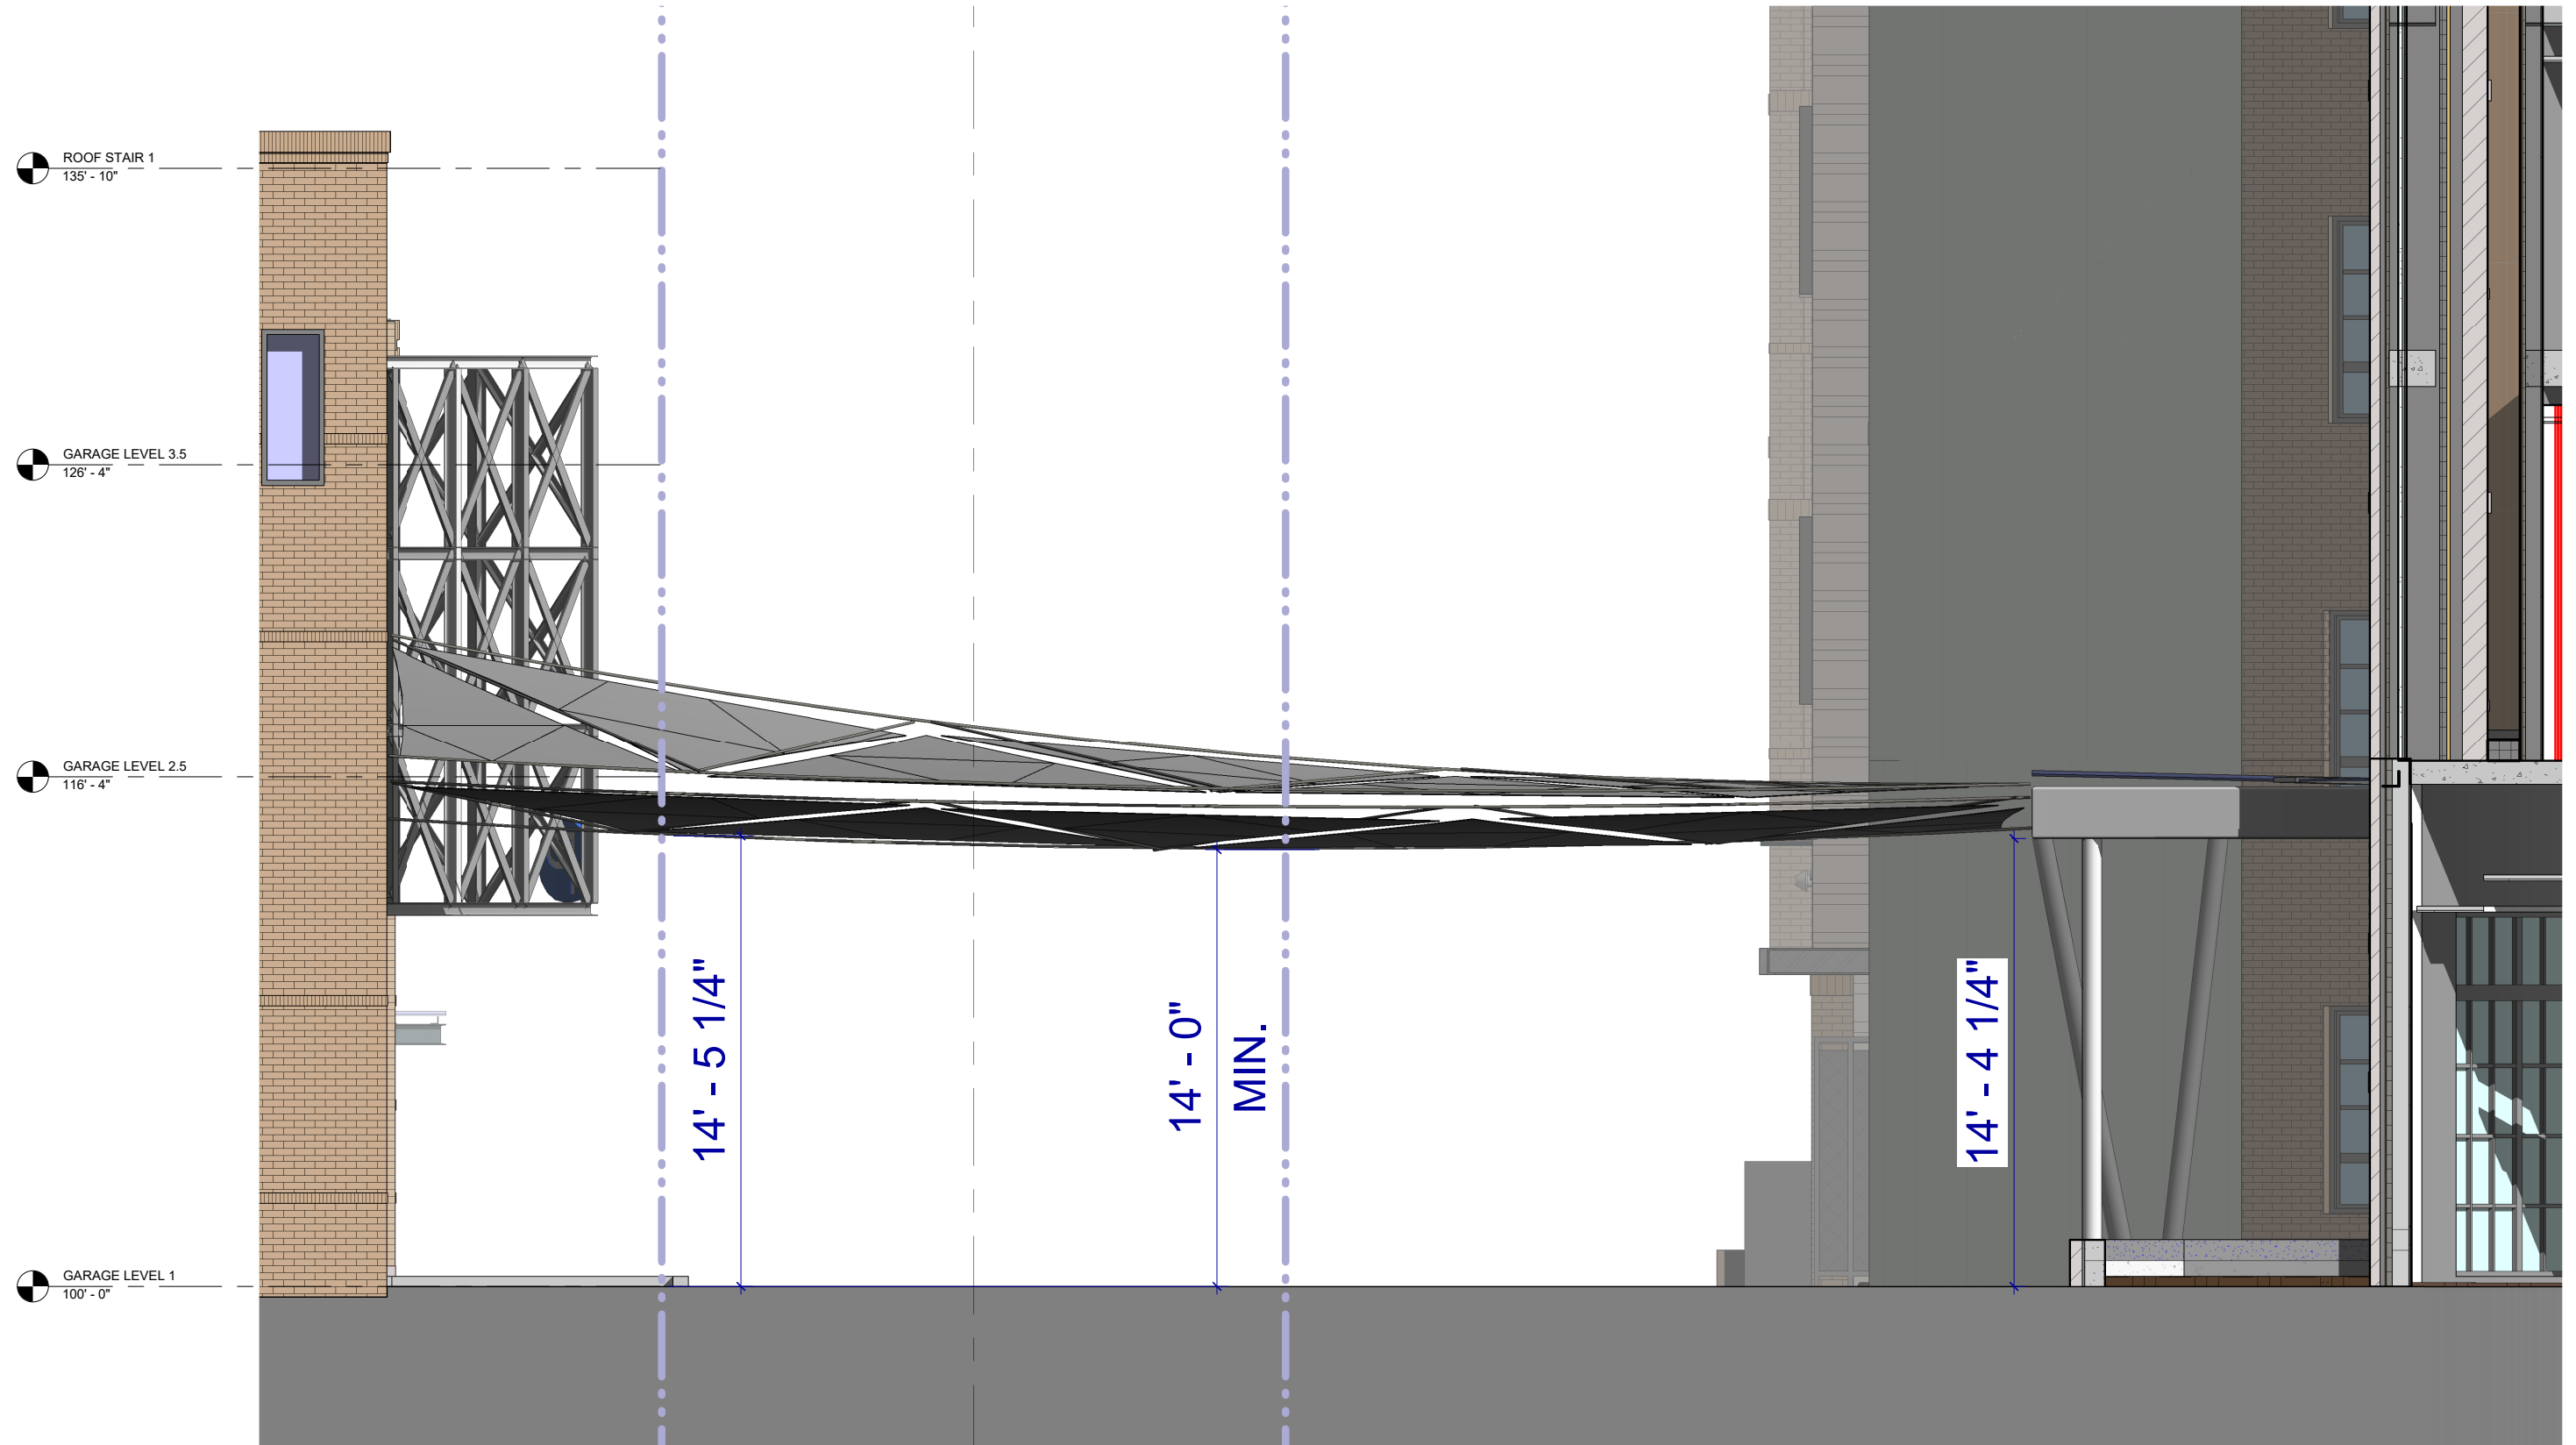 ROOF STAIR 1
135' - 10"
GARAGE LEVEL 3.5
126' - 4"
GARAGE LEVEL 2.5
116' - 4"
GARAGE LEVEL 1
100' - 0"
14' - 5 1/4"
14' - 0"
MIN.
14' - 4 1/4"